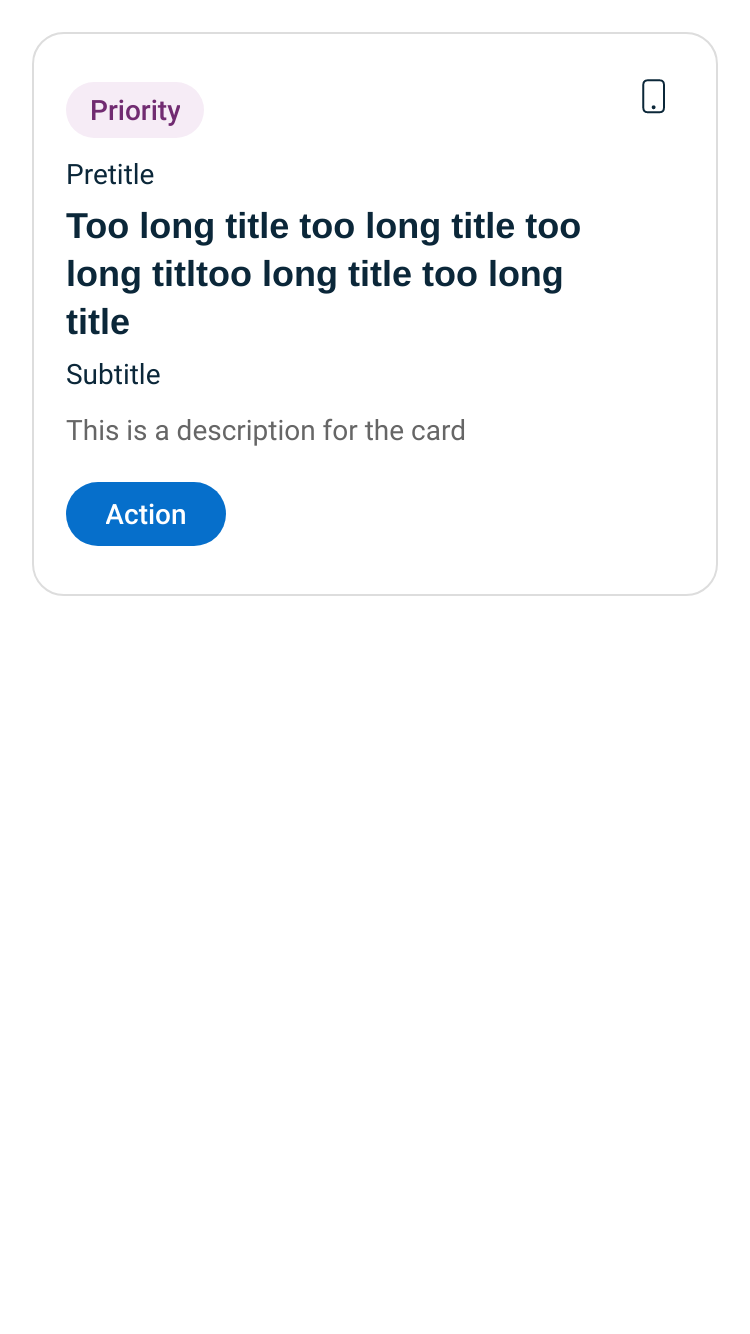 Priority
Pretitle
Too long title too long title too
long titltoo long title too long
title
Subtitle
This is a description for the card
Action